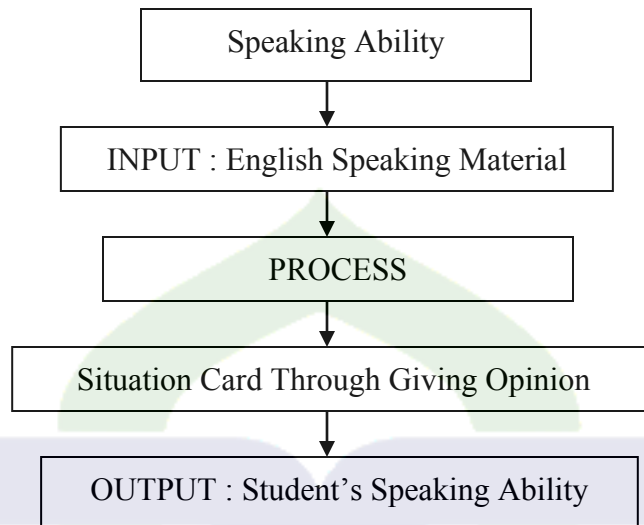 Speaking Ability
INPUT : English Speaking Material
PROCESS
Situation Card Through Giving Opinion
OUTPUT : Student’s Speaking Ability